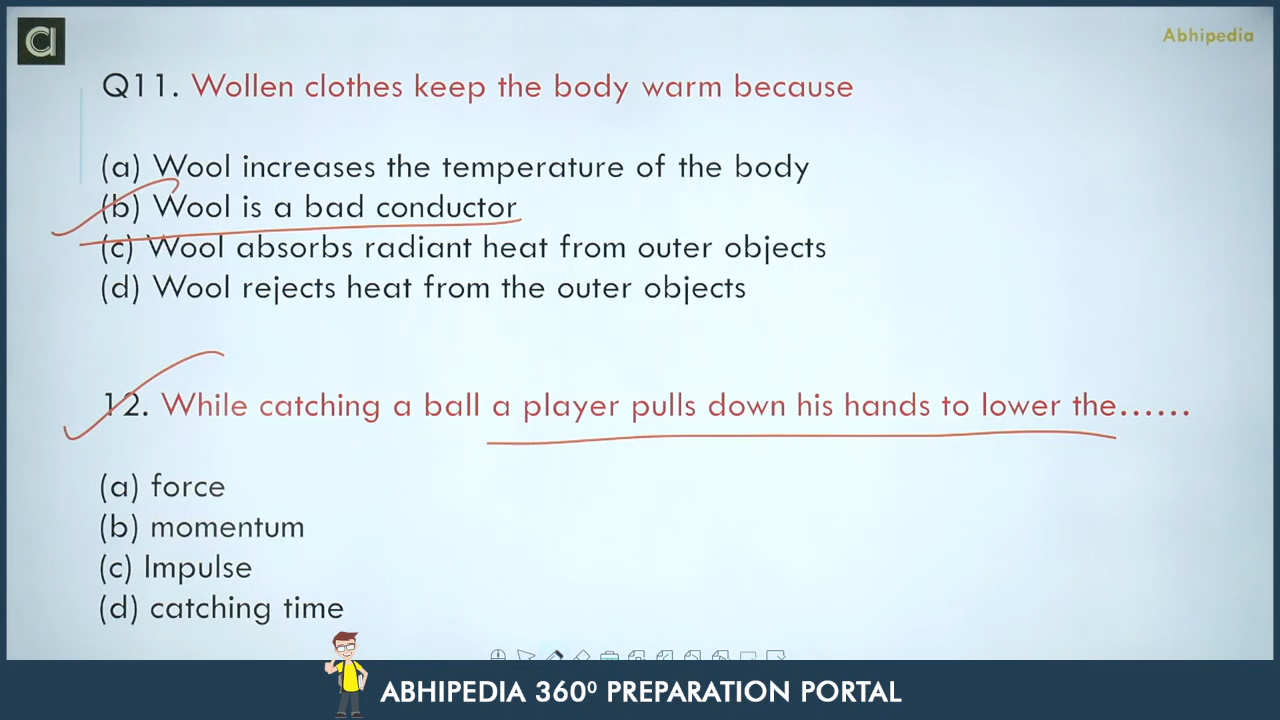 Abhipedia
Q11. Wollen clothes keep the body warm because
(a) Wool increases the temperature of the body
(b) Wool is a bad conductor
(c) Wool absorbs radiant heat from outer objects
(d) Wool rejects heat from the outer objects
12. While catching a ball a player pulls down his hands to lower the......
(a) force
(b) momentum
(c) Impulse
(d) catching time
ABHIPEDIA 360⁰ PREPARATION PORTAL